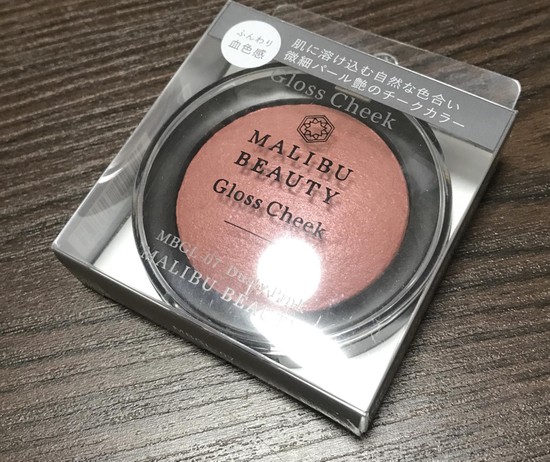 ふんわり
血色感
肌に溶け込む自然な色合い
微細パール艶のチークカラー
Gloss Cheek
MALIBU
BEAUTY
Gloss Cheek
MALIBU BEAU